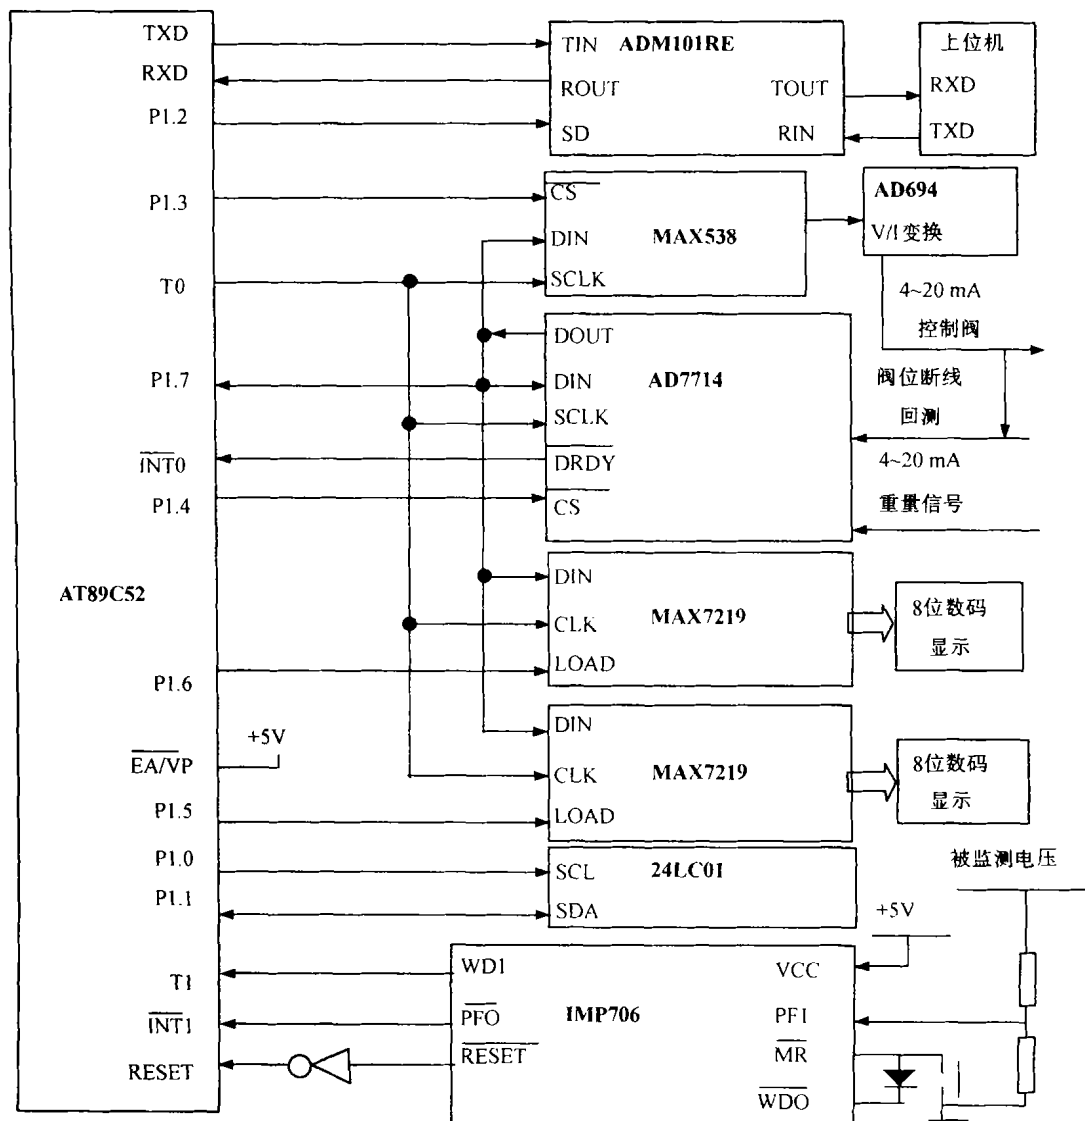 TXD
RXD
P1.2
P1.3
T0
P1.7
INT0
P1.4
AT89C52
P1.6
+5V
EA/VP
P1.5
P1.0
P1.1
T1
INT1
RESET
TIN ADM101RE
ROUT TOUT
SD RIN
上位机
RXD
TXD
CS
DIN MAX538
SCLK
AD694
V/I变换
4~20 mA
控制阀
DOUT
DIN AD7714
SCLK
DRDY
CS
阀位断线
回测
4~20 mA
重量信号
DIN
CLK MAX7219
LOAD
8位数码
显示
DIN
CLK MAX7219
LOAD
8位数码
显示
SCL 24LC01
SDA
被监测电压
+5V
WD1 VCC
PFO IMP706 PF1
RESET MR
WDO